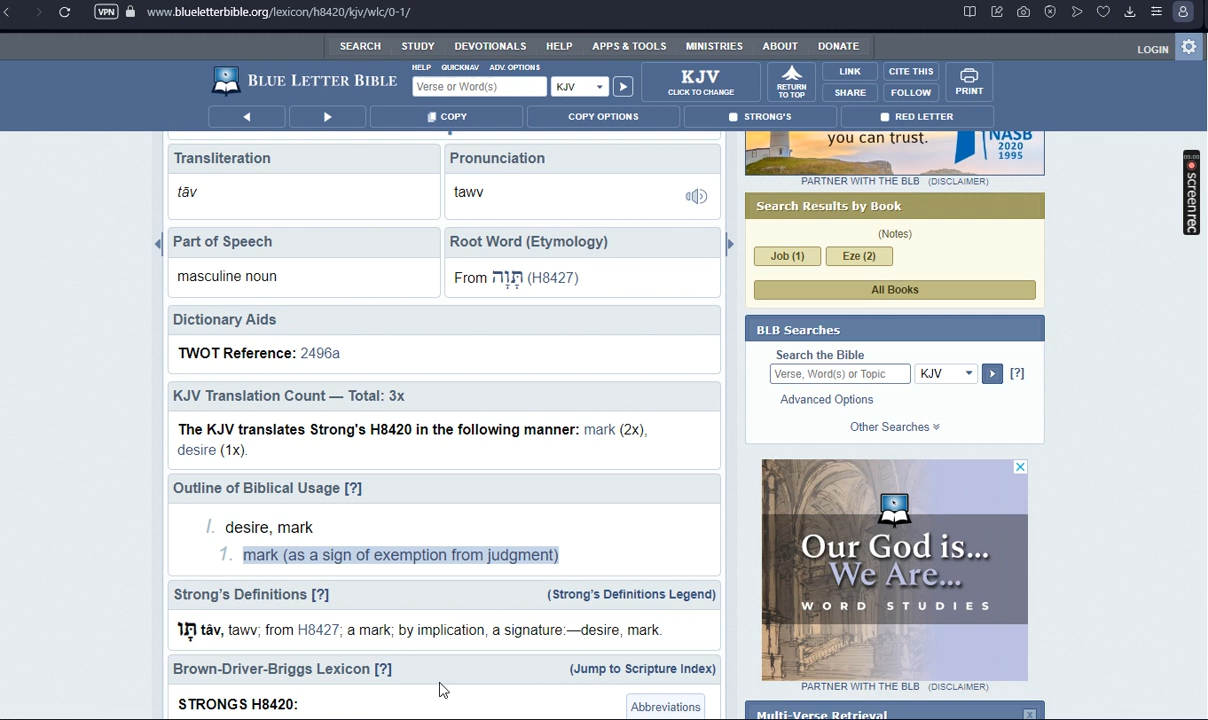 VPN www.blueletterbible.org/lexicon/h8420/kjv/wlc/0-1/
SEARCH STUDY DEVOTIONALS HELP APPS & TOOLS MINISTRIES ABOUT DONATE LOGIN
BLUE LETTER BIBLE
HELP QUICKNAV ADV. OPTIONS
Verse or Word(s) KJV
KJV
CLICK TO CHANGE
RETURN
TO TOP
LINK CITE THIS
SHARE FOLLOW
PRINT
COPY COPY OPTIONS STRONG'S RED LETTER
Transliteration
tāv
Pronunciation
tawv
Part of Speech
masculine noun
Root Word (Etymology)
From תָּוָה (H8427)
Dictionary Aids
TWOT Reference: 2496a
KJV Translation Count — Total: 3x
The KJV translates Strong's H8420 in the following manner: mark (2x),
desire (1x).
Outline of Biblical Usage [?]
I. desire, mark
1. mark (as a sign of exemption from judgment)
Strong's Definitions [?] (Strong's Definitions Legend)
תָּו tâv, tawv; from H8427; a mark; by implication, a signature:—desire, mark.
Brown-Driver-Briggs Lexicon [?] (Jump to Scripture Index)
STRONGS H8420:
Abbreviations
you can trust.
NASB
2020
1995
PARTNER WITH THE BLB (DISCLAIMER)
Search Results by Book
(Notes)
Job (1) Eze (2)
All Books
BLB Searches
Search the Bible
Verse, Word(s) or Topic KJV [?]
Advanced Options
Other Searches
Our God is...
We Are...
WORD STUDIES
PARTNER WITH THE BLB (DISCLAIMER)
Multi-Verse Retrieval
00:00
screenrec